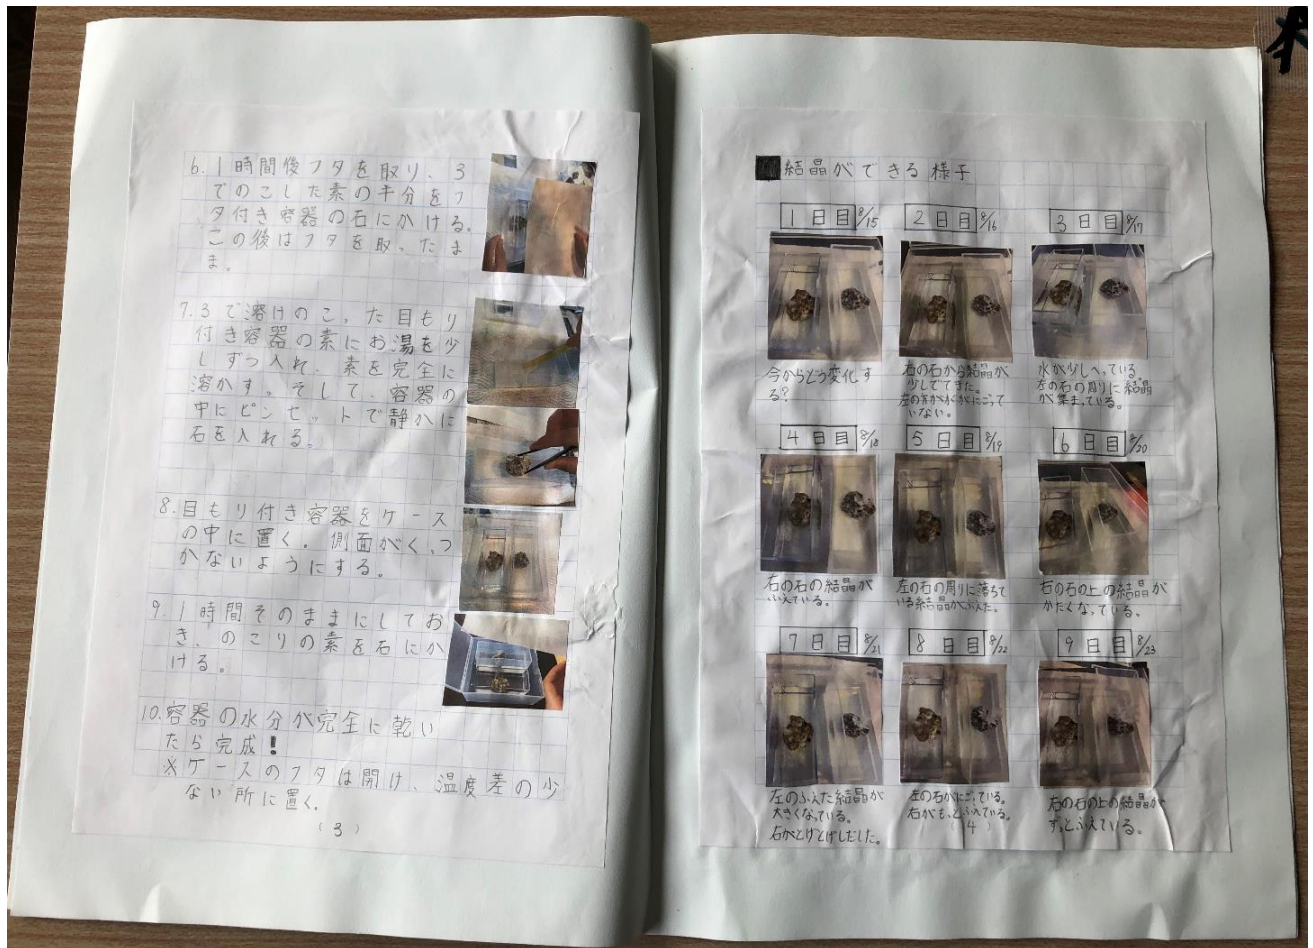 6.1時間後フタを取り、3
でのこした素の半分をフ
タ付き容器の石にかける。
この後はフタを取ったま
ま。
7.3で溶けのこった目もり
付き容器の素にお湯を少
しずつ入れ、素を完全に
溶かす。そして、容器の
中にピンセットで静かに
石を入れる。
8.目もり付き容器をケース
の中に置く。側面がくっつ
かないようにする。
9.1時間そのままにしてお
き、のこりの素を石にか
ける。
10.容器の水分が完全に乾い
たら完成!
※ケースのフタは開け、温度差の少
ない所に置く。
(3)
結晶ができる様子
1日目 8/15
今からどう変化す
る?
2日目 8/16
右の石から結晶が
少しでてきた。
左の
いない。
3日目 8/17
水が少しへっている。
左の石の周りに結晶
が集まっている。
4日目 8/18
右の石の結晶が
ふえている。
5日目 8/19
左の石の周りに落ちて
いる結晶がふえた。
6日目 8/20
右の石の上の結晶が
かたくなっている。
7日目 8/21
左のふえた結晶が
大きくなっている。
右がとげとげしだした。
8日目 8/22
左の石がにごっている。
右がもっとふえている。
9日目 8/23
右の石の上の結晶が
ずっとふえている。
(4)